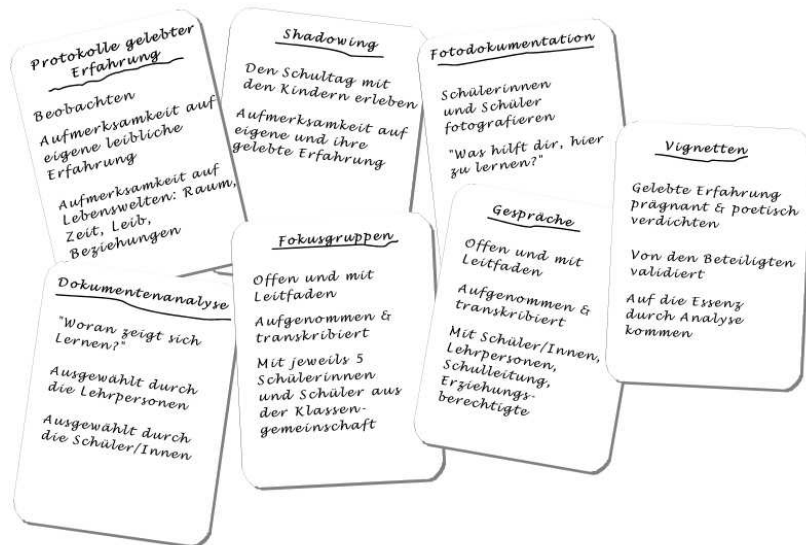 Protokolle gelebter
Erfahrung
Beobachten
Aufmerksamkeit auf
eigene leibliche
Erfahrung
Aufmerksamkeit auf
Lebenswelten: Raum,
Zeit, Leib,
Beziehungen
Shadowing
Den Schultag mit
den Kindern erleben
Aufmerksamkeit auf
eigene und ihre
gelebte Erfahrung
Fotodokumentation
Schülerinnen
und Schüler
fotografieren
"Was hilft dir, hier
zu lernen?"
Vignetten
Gelebte Erfahrung
prägnant & poetisch
verdichten
Von den Beteiligten
validiert
Auf die Essenz
durch Analyse
kommen
Dokumentenanalyse
"Woran zeigt sich
Lernen?"
Ausgewählt durch
die Lehrpersonen
Ausgewählt durch
die Schüler/Innen
Fokusgruppen
Offen und mit
Leitfaden
Aufgenommen &
transkribiert
Mit jeweils 5
Schülerinnen
und Schüler aus
der Klassen-
gemeinschaft
Gespräche
Offen und mit
Leitfaden
Aufgenommen &
transkribiert
Mit Schüler/Innen,
Lehrpersonen,
Schulleitung,
Erziehungs-
berechtigte